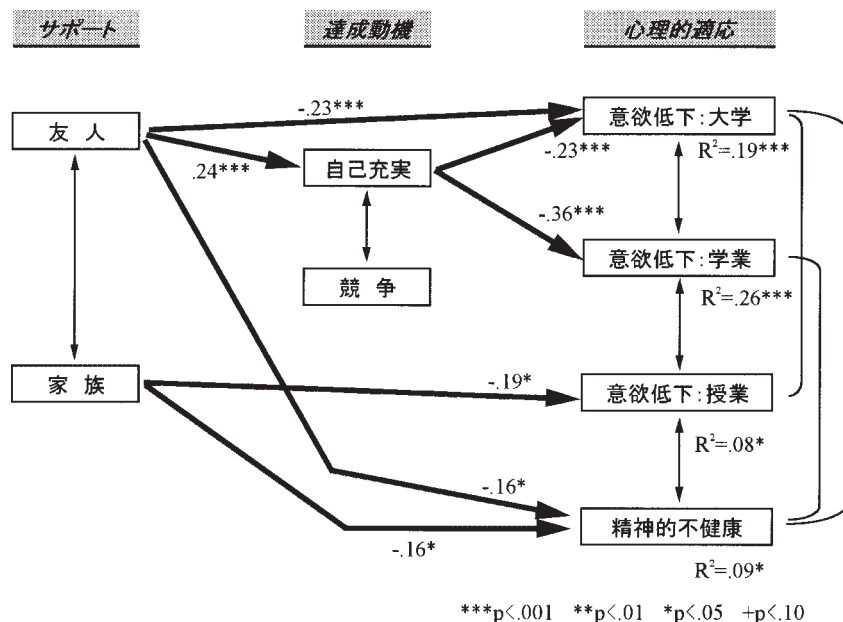 サポート
達成動機
心理的適応
-.23***
友 人
意欲低下:大学
.24***
自己充実
-.23***
R²=.19***
-.36***
意欲低下:学業
競 争
R²=.26***
家 族
-.19*
意欲低下:授業
R²=.08*
-.16*
精神的不健康
-.16*
R²=.09*
***p<.001 **p<.01 *p<.05 +p<.10